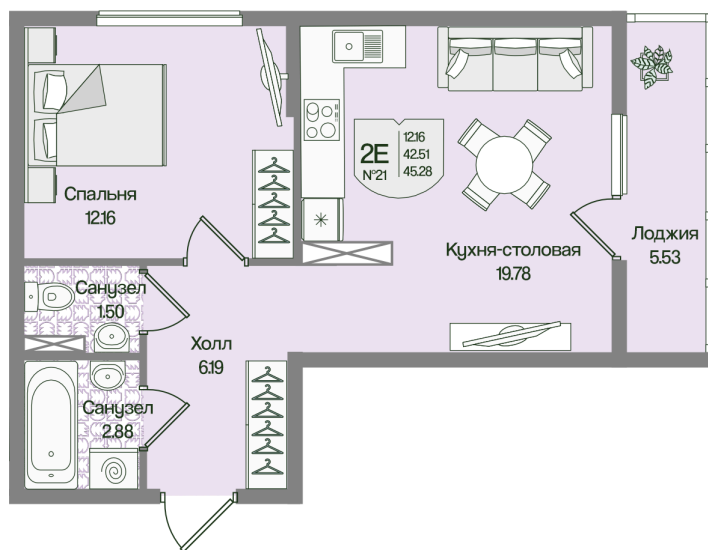 2Е
№21
12.16
42.51
45.28
Спальня
12.16
Кухня-столовая
19.78
Лоджия
5.53
Санузел
1.50
Холл
6.19
Санузел
2.88